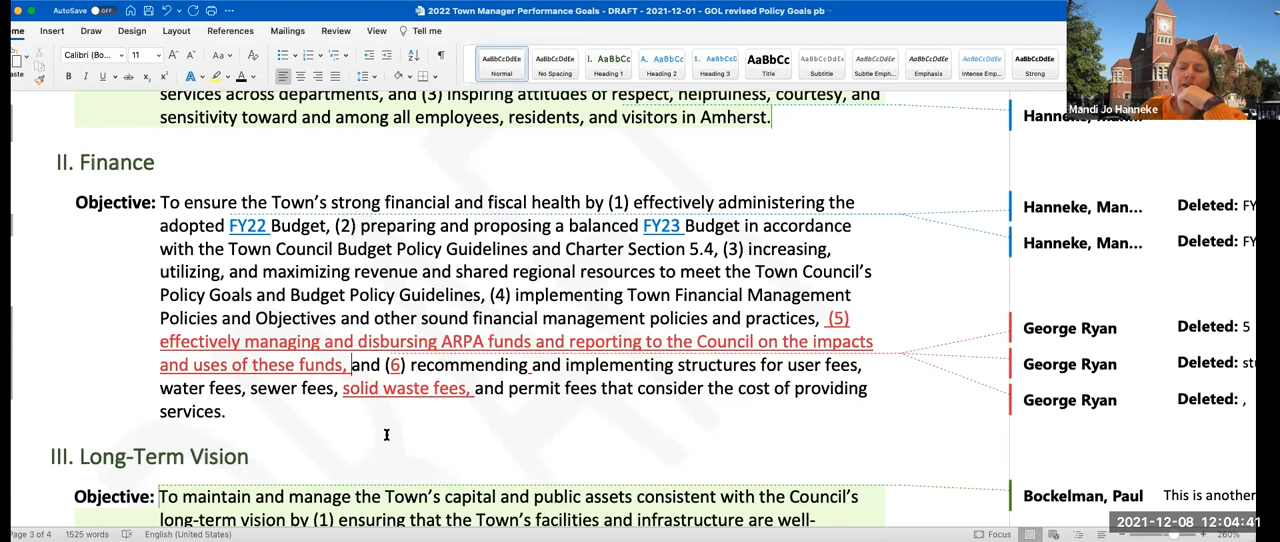 AutoSave OFF
2022 Town Manager Performance Goals - DRAFT - 2021-12-01 - GOL revised Policy Goals pb
Insert Draw Design Layout References Mailings Review View Tell me
Calibri (Bo... 11
Normal No Spacing Heading 1 Heading 2 Heading 3 Title Subtitle Subtle Emph... Emphasis Intense Emp... Strong
Mandi Jo Hanneke
services across departments, and (3) inspiring attitudes of respect, helpfulness, courtesy, and
sensitivity toward and among all employees, residents, and visitors in Amherst.
II. Finance
Objective: To ensure the Town's strong financial and fiscal health by (1) effectively administering the
adopted FY22 Budget, (2) preparing and proposing a balanced FY23 Budget in accordance
with the Town Council Budget Policy Guidelines and Charter Section 5.4, (3) increasing,
utilizing, and maximizing revenue and shared regional resources to meet the Town Council's
Policy Goals and Budget Policy Guidelines, (4) implementing Town Financial Management
Policies and Objectives and other sound financial management policies and practices, (5)
effectively managing and disbursing ARPA funds and reporting to the Council on the impacts
and uses of these funds, and (6) recommending and implementing structures for user fees,
water fees, sewer fees, solid waste fees, and permit fees that consider the cost of providing
services.
Hanneke, Man... Deleted: FY
Hanneke, Man... Deleted: FY
George Ryan Deleted: 5
George Ryan Deleted: st
George Ryan Deleted: ,
III. Long-Term Vision
Objective: To maintain and manage the Town's capital and public assets consistent with the Council's
long-term vision by (1) ensuring that the Town's facilities and infrastructure are well-
Bockelman, Paul This is another
2021-12-08 12:04:41
Page 3 of 4 1525 words English (United States) Focus 260%